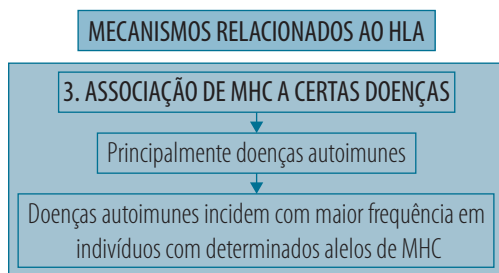 MECANISMOS RELACIONADOS AO HLA
3. ASSOCIAÇÃO DE MHC A CERTAS DOENÇAS
Principalmente doenças autoimunes
Doenças autoimunes incidem com maior frequência em
indivíduos com determinados alelos de MHC